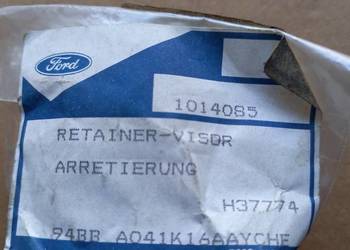 Ford
1014085
RETAINER-VISOR
ARRETIERUNG
H37774
94BB A041K16AAYCHE